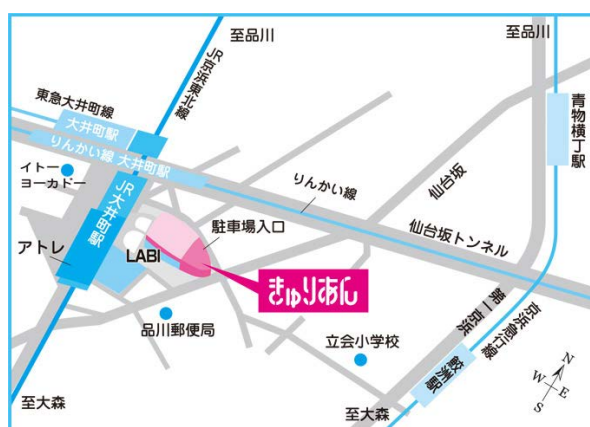 至品川
至品川
JR京浜東北線
東急大井町線
大井町駅
りんかい線 大井町駅
青物横丁駅
イトー
ヨーカドー
JR大井町駅
りんかい線
仙台坂
アトレ
駐車場入口
仙台坂トンネル
LABI
きゅりあん
品川郵便局
立会小学校
第一京浜
京浜急行線
鮫洲駅
至大森
至大森
N
W E
S